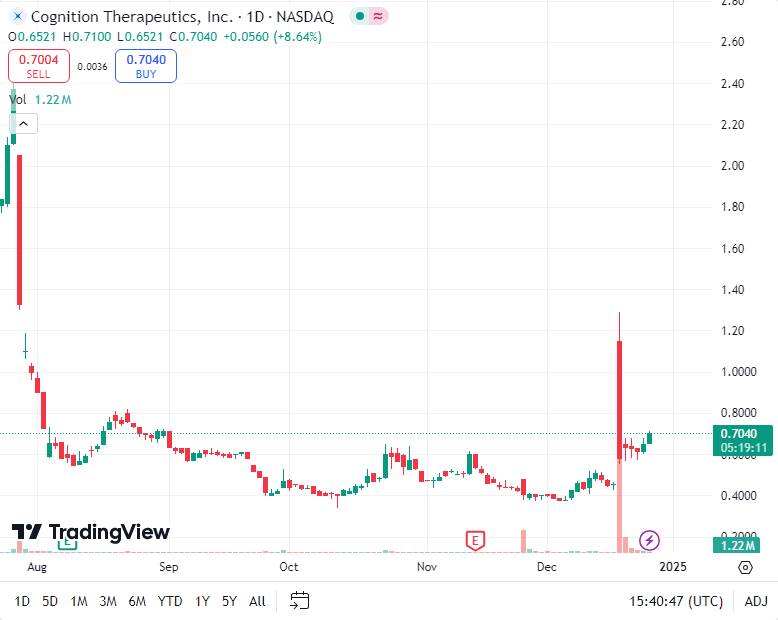 Cognition Therapeutics, Inc. · 1D · NASDAQ
O0.6521 H0.7100 L0.6521 C0.7040 +0.0560 (+8.64%)
0.7004
SELL
0.0036
0.7040
BUY
Vol 1.22 M
2.80
2.60
2.40
2.20
2.00
1.80
1.60
1.40
1.20
1.0000
0.8000
0.7040
05:19:11
0.6000
0.4000
0.2000
1.22 M
TradingView
E
E
Aug Sep Oct Nov Dec 2025
1D 5D 1M 3M 6M YTD 1Y 5Y All
15:40:47 (UTC) ADJ